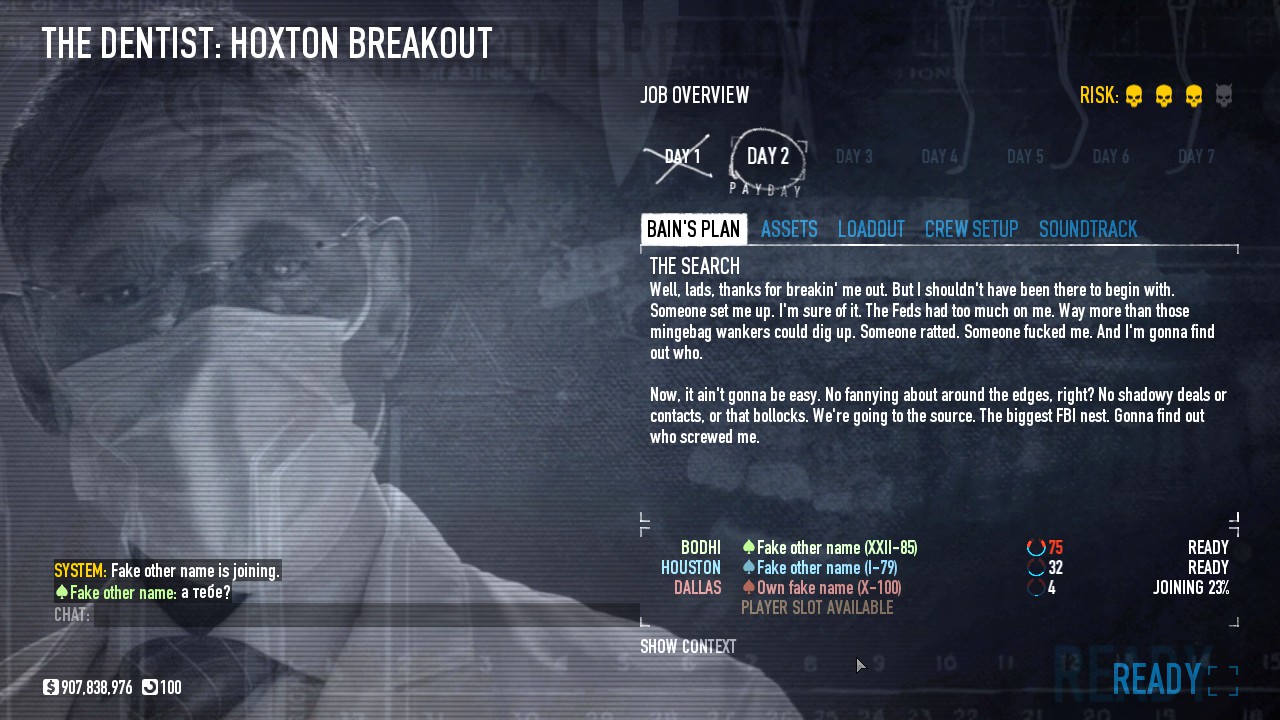 THE DENTIST: HOXTON BREAKOUT
JOB OVERVIEW
RISK:
DAY 1
DAY 2
DAY 3
DAY 4
DAY 5
DAY 6
DAY 7
PAYDAY
BAIN'S PLAN
ASSETS
LOADOUT
CREW SETUP
SOUNDTRACK
THE SEARCH
Well, lads, thanks for breakin' me out. But I shouldn't have been there to begin with.
Someone set me up. I'm sure of it. The Feds had too much on me. Way more than those
mingebag wankers could dig up. Someone ratted. Someone fucked me. And I'm gonna find
out who.
Now, it ain't gonna be easy. No fannying about around the edges, right? No shadowy deals or
contacts, or that bollocks. We're going to the source. The biggest FBI nest. Gonna find out
who screwed me.
BODHI ♠Fake other name (XXII-85) 75 READY
HOUSTON ♠Fake other name (I-79) 32 READY
DALLAS ♠Own fake name (X-100) 4 JOINING 23%
PLAYER SLOT AVAILABLE
SYSTEM: Fake other name is joining.
♠Fake other name: а тебе?
CHAT:
SHOW CONTEXT
907,838,976 100
READY